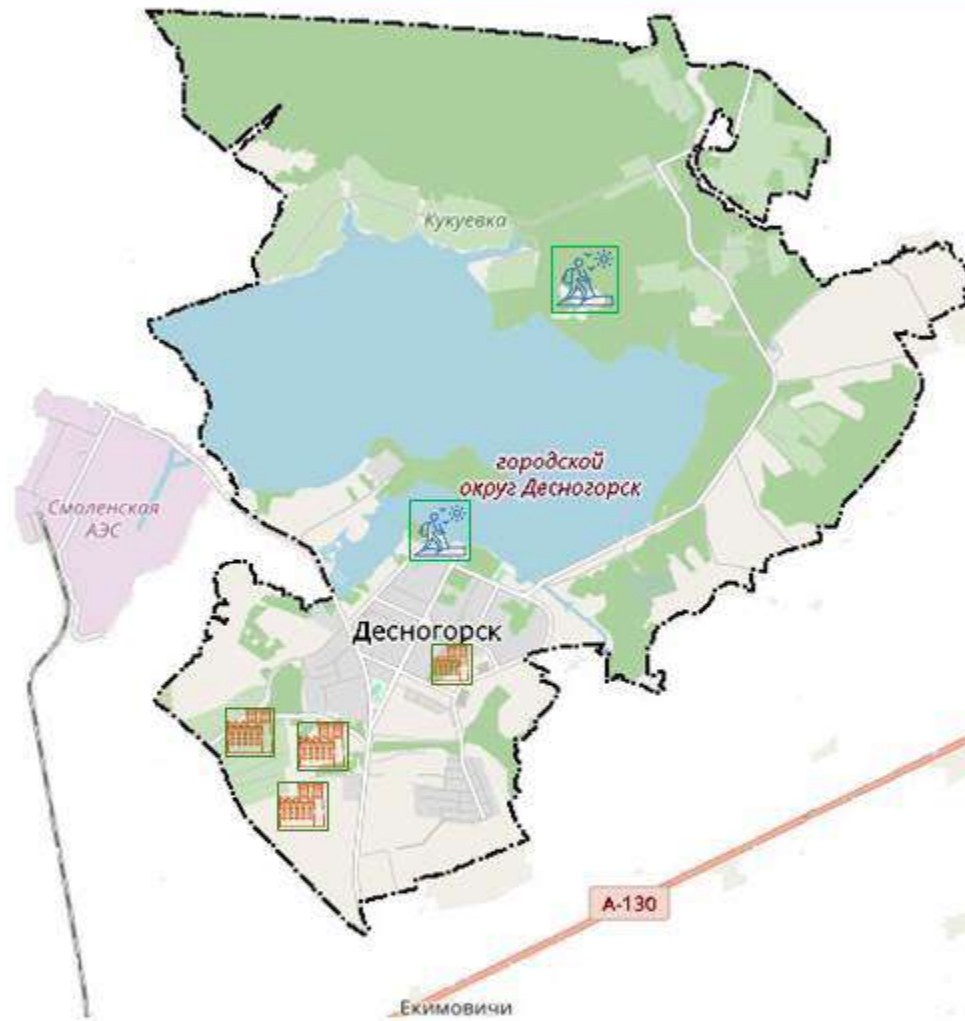 Кукуевка
городской
округ Десногорск
Смоленская
АЭС
Десногорск
А-130
Екимовичи